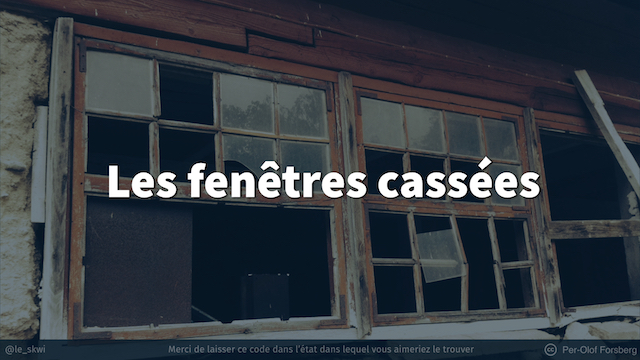 Les fenêtres cassées
@le_skwi
Merci de laisser ce code dans l'état dans lequel vous aimeriez le trouver
cc Per-Olof Forsberg